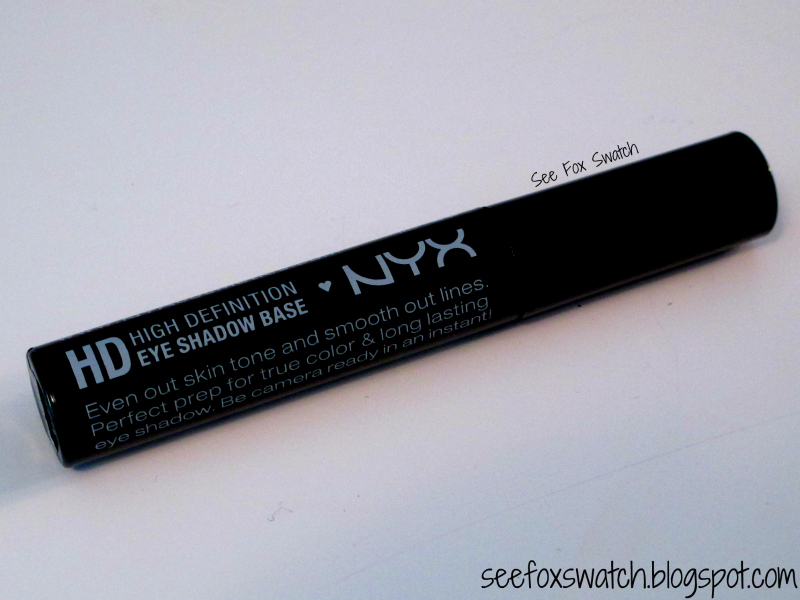 See Fox Swatch
HD HIGH DEFINITION
EYE SHADOW BASE
♥ NYX
Even out skin tone and smooth out lines.
Perfect prep for true color & long lasting
eye shadow. Be camera ready in an instant!
seefoxswatch.blogspot.com